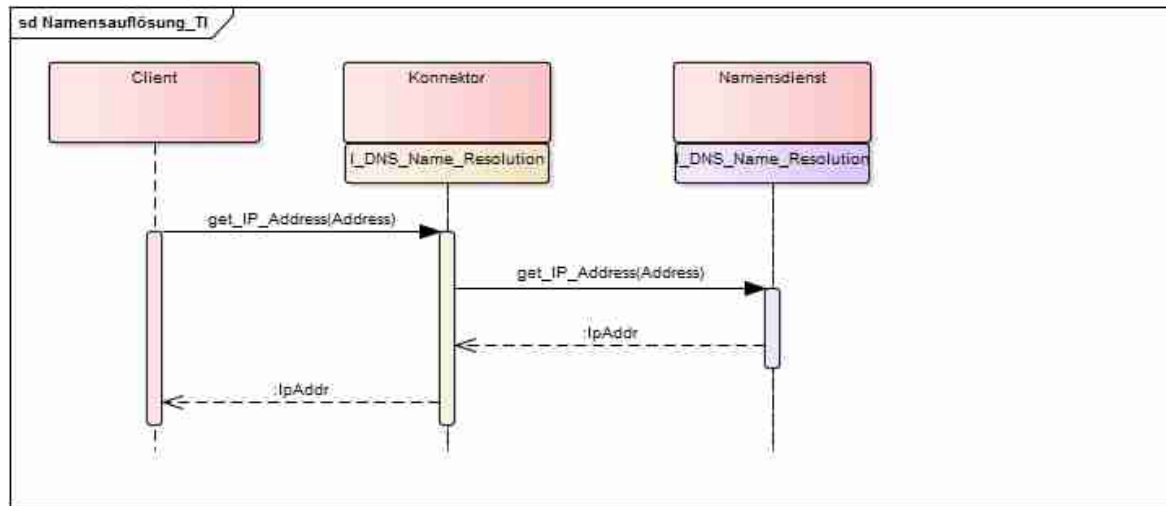 sd Namensauflösung_TI
Client
Konnektor
Namensdienst
I_DNS_Name_Resolution
I_DNS_Name_Resolution
get_IP_Address(Address)
get_IP_Address(Address)
:IpAddr
:IpAddr